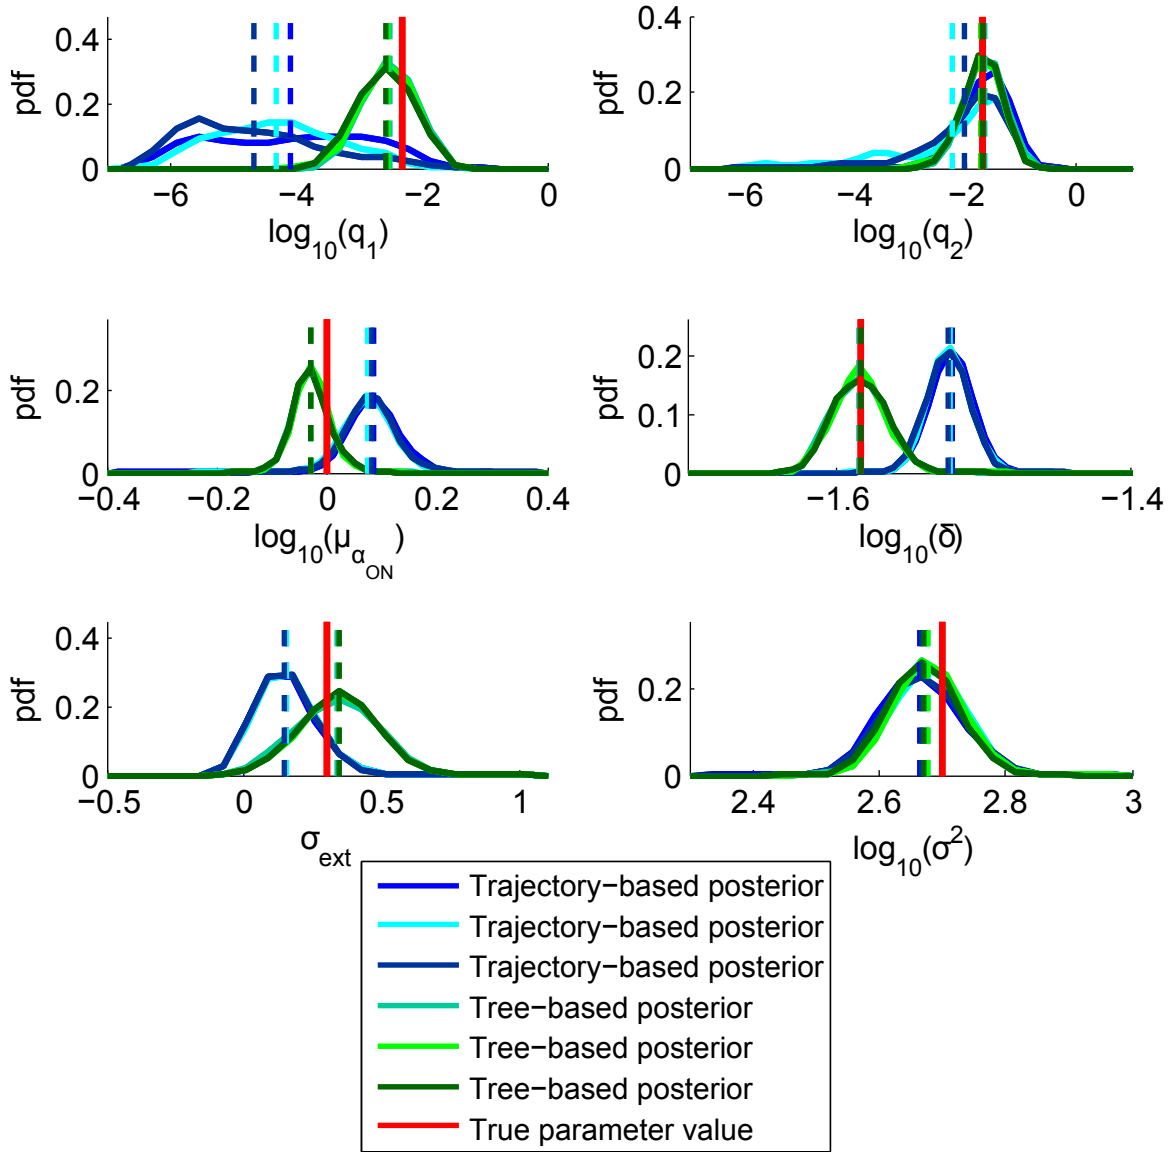 pdf
0.4
0.2
0
−6
−4
−2
0
log10(q1)
pdf
0.4
0.2
0
−6
−4
−2
0
log10(q2)
pdf
0.2
0
−0.4
−0.2
0
0.2
0.4
log10(μαON)
pdf
0.2
0.1
0
−1.6
−1.4
log10(δ)
pdf
0.4
0.2
0
−0.5
0
0.5
1
σext
pdf
0.2
0
2.4
2.6
2.8
3
log10(σ2)
Trajectory−based posterior
Trajectory−based posterior
Trajectory−based posterior
Tree−based posterior
Tree−based posterior
Tree−based posterior
True parameter value